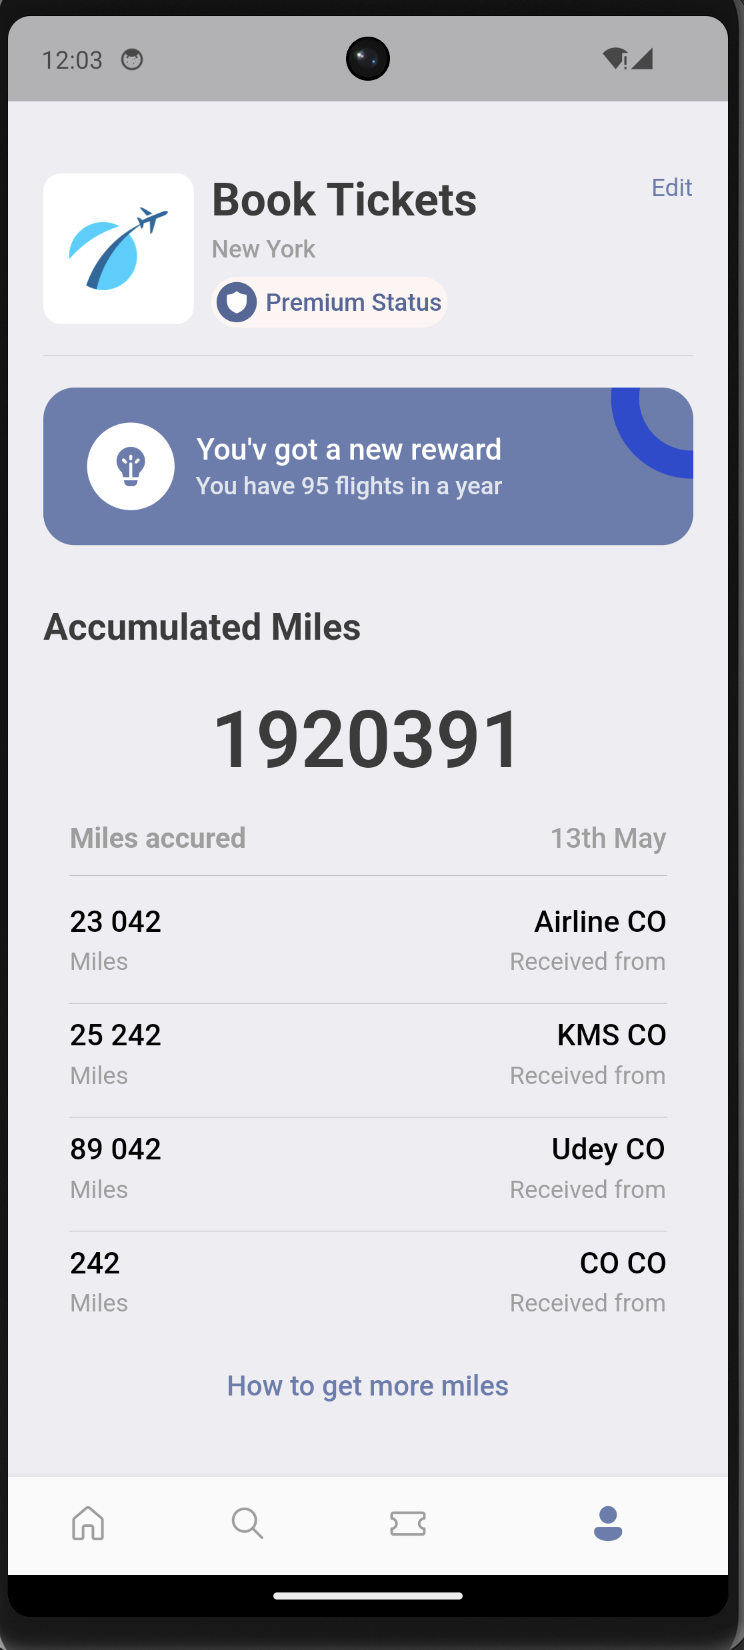 12:03
Book Tickets
Edit
New York
Premium Status
You'v got a new reward
You have 95 flights in a year
Accumulated Miles
1920391
Miles accured 13th May
23 042 Airline CO
Miles Received from
25 242 KMS CO
Miles Received from
89 042 Udey CO
Miles Received from
242 CO CO
Miles Received from
How to get more miles